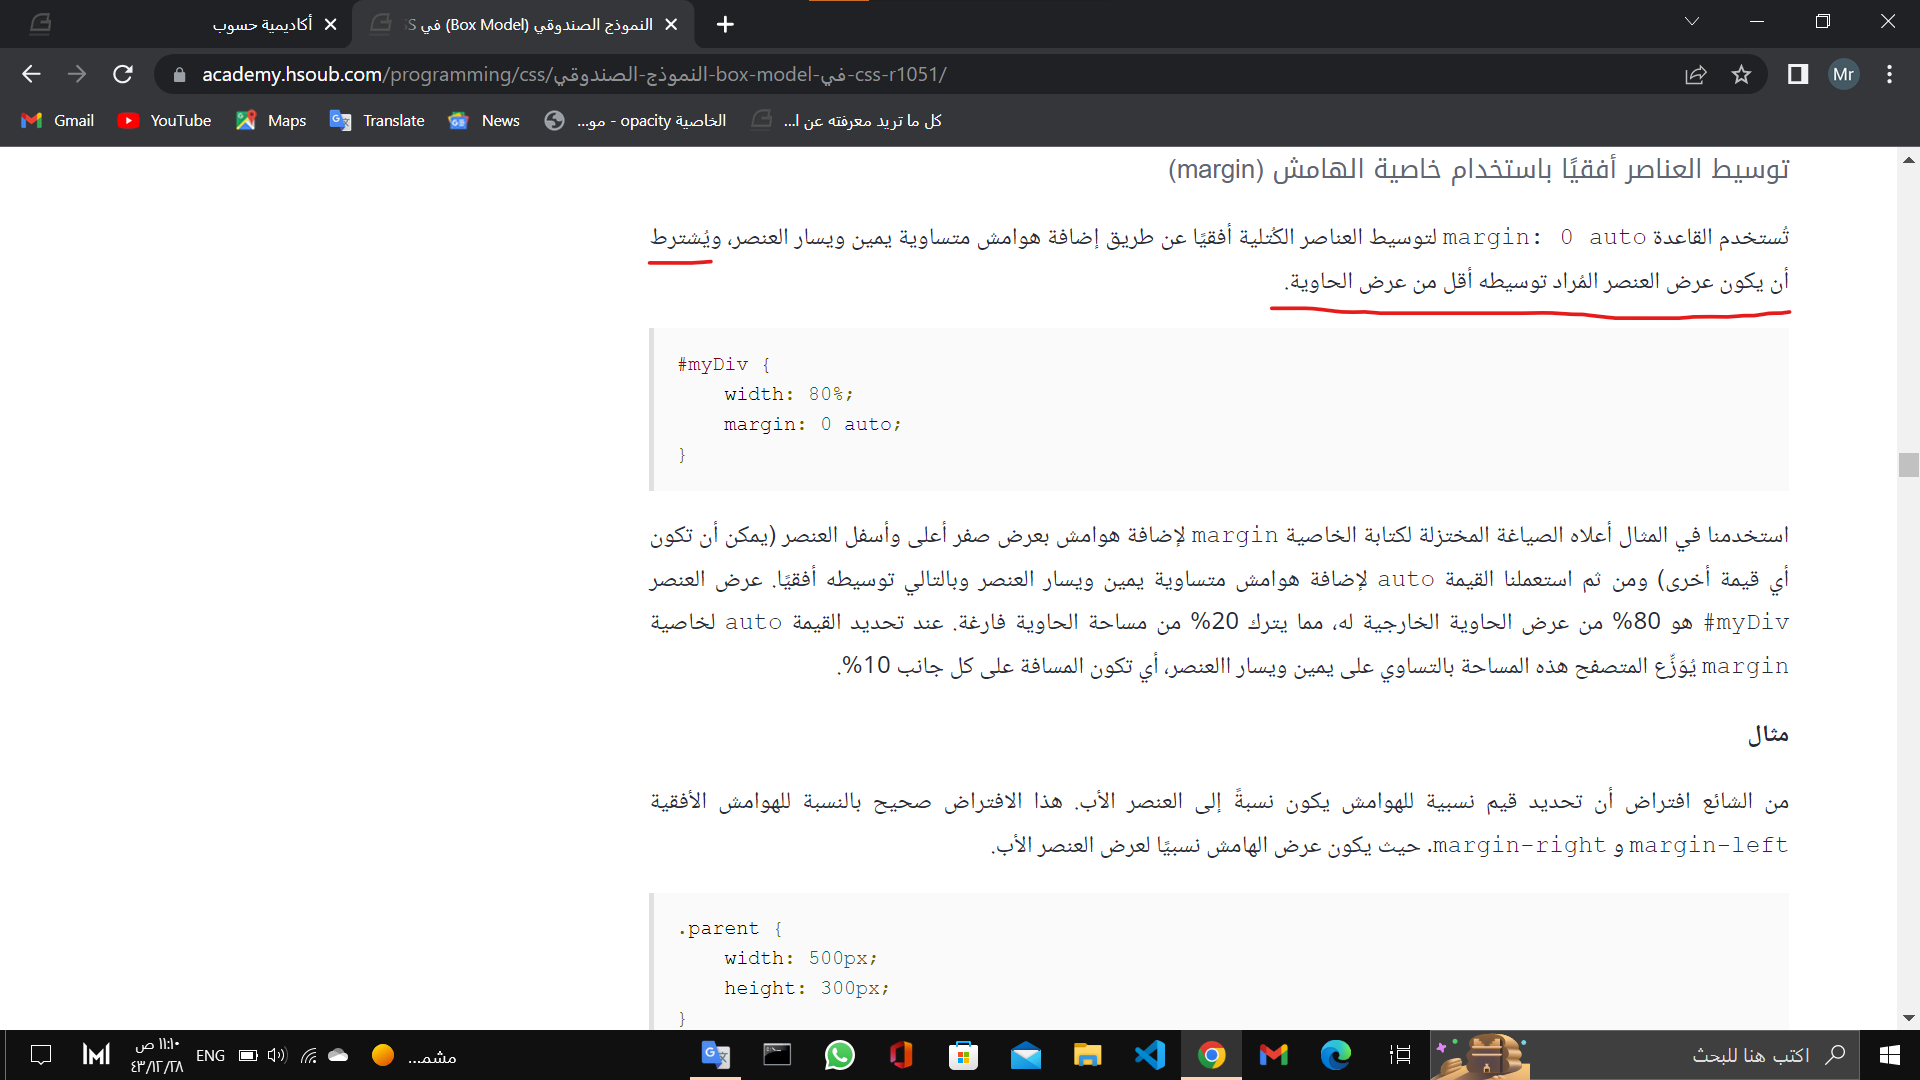 أكاديمية حسوب
النموذج الصندوقي (Box Model) في
academy.hsoub.com/programming/css/النموذج-الصندوقي-box-model-في-css-r1051/
Mr
Gmail
YouTube
Maps
Translate
News
الخاصية opacity - مو...
كل ما تريد معرفته عن ا...
توسيط العناصر أفقيًا باستخدام خاصية الهامش (margin)
تُستخدم القاعدة margin: 0 auto لتوسيط العناصر الكُتلية أفقيًا عن طريق إضافة هوامش متساوية يمين ويسار العنصر، ويُشترط
أن يكون عرض العنصر المُراد توسيطه أقل من عرض الحاوية.
#myDiv {
width: 80%;
margin: 0 auto;
}
استخدمنا في المثال أعلاه الصياغة المختزلة لكتابة الخاصية margin لإضافة هوامش بعرض صفر أعلى وأسفل العنصر (يمكن أن تكون
أي قيمة أخرى) ومن ثم استعملنا القيمة auto لإضافة هوامش متساوية يمين ويسار العنصر وبالتالي توسيطه أفقيًا. عرض العنصر
#myDiv هو 80% من عرض الحاوية الخارجية له، مما يترك 20% من مساحة الحاوية فارغة. عند تحديد القيمة auto لخاصية
margin يُوَزِّع المتصفح هذه المساحة بالتساوي على يمين ويسار االعنصر، أي تكون المسافة على كل جانب 10%.
مثال
من الشائع افتراض أن تحديد قيم نسبية للهوامش يكون نسبةً إلى العنصر الأب. هذا الافتراض صحيح بالنسبة للهوامش الأفقية
margin-left و margin-right. حيث يكون عرض الهامش نسبيًا لعرض العنصر الأب.
.parent {
width: 500px;
height: 300px;
}
١١:١٠ ص
٤٣/١٢/٢٨
ENG
مشمـ...
اكتب هنا للبحث